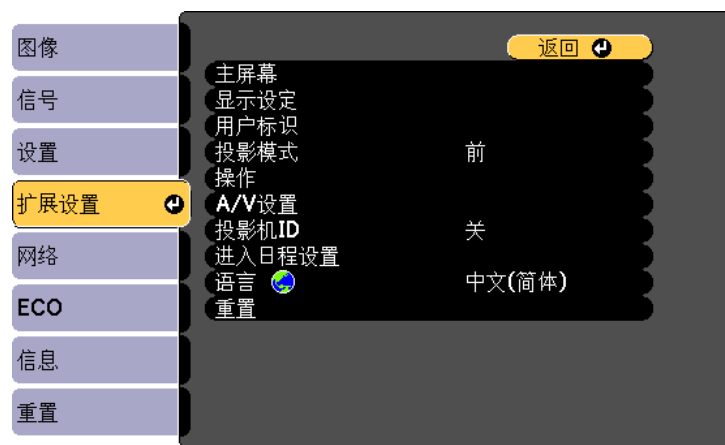 图像
信号
设置
扩展设置
网络
ECO
信息
重置
返回
主屏幕
显示设定
用户标识
投影模式 前
操作
A/V设置
投影机ID 关
进入日程设置
语言 中文(简体)
重置